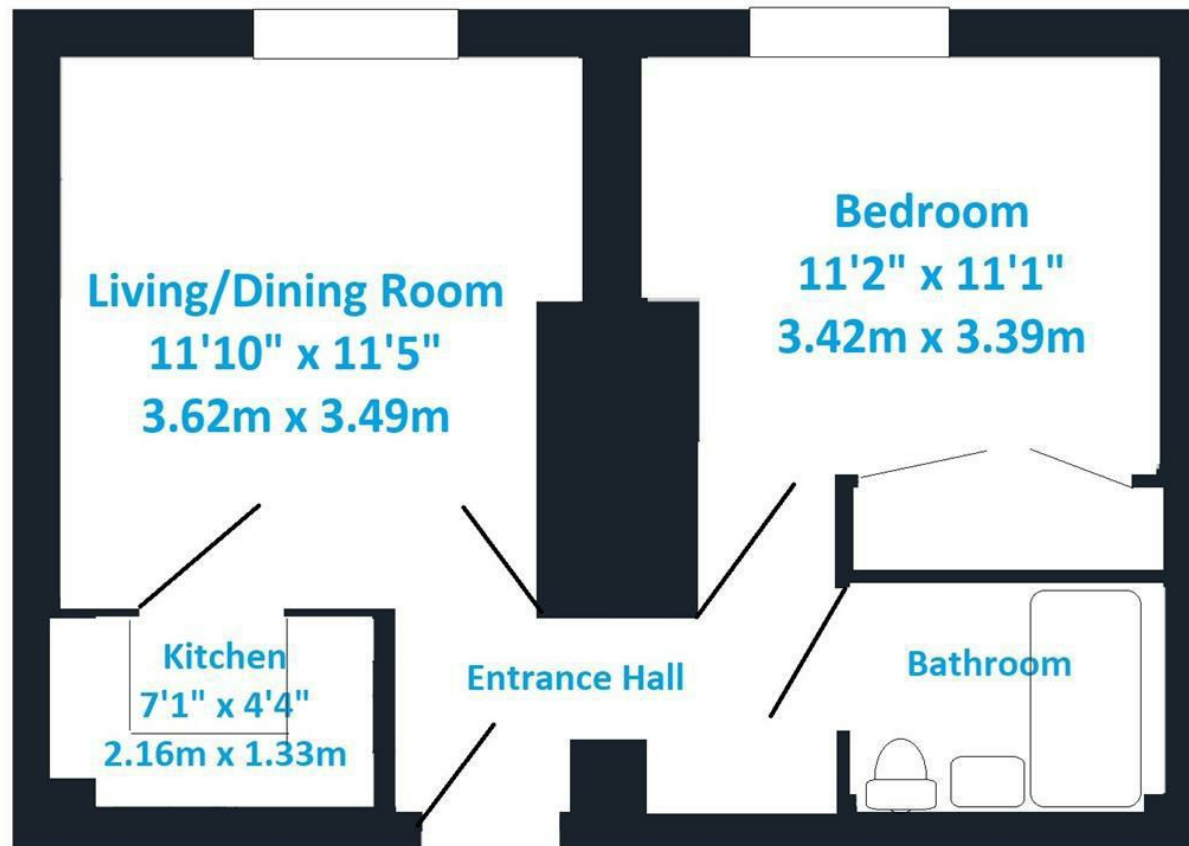 Living/Dining Room
11'10" x 11'5"
3.62m x 3.49m
Bedroom
11'2" x 11'1"
3.42m x 3.39m
Kitchen
7'1" x 4'4"
2.16m x 1.33m
Entrance Hall
Bathroom